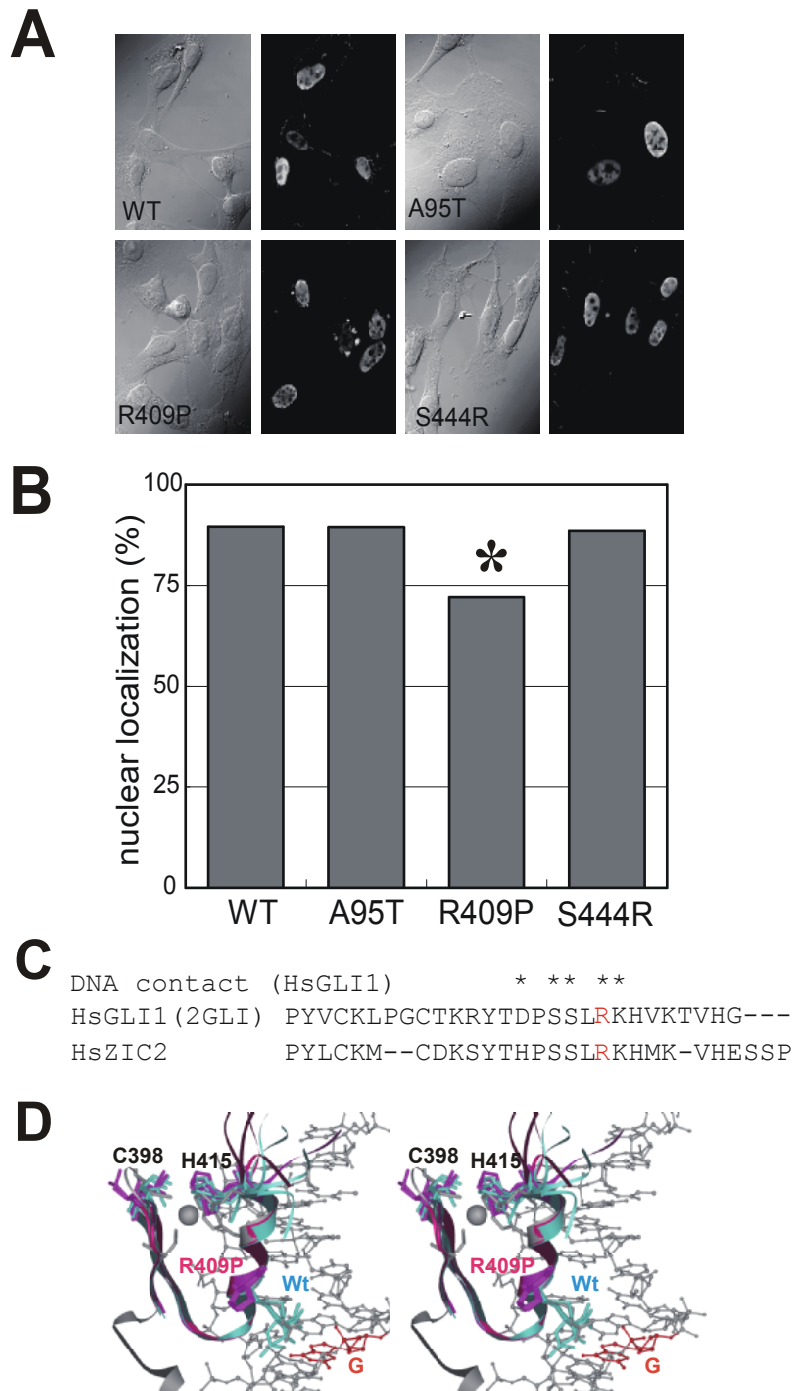 A
WT
A95T
R409P
S444R
B
nuclear localization (%)
100
75
50
25
0
*
WT A95T R409P S444R
C
DNA contact (HsGLI1) * ** **
HsGLI1(2GLI) PYVCKLPGCTKRYTDPSSLRKHVKTVHG---
HsZIC2 PYLCKM--CDKSYTHPSSLRKHMK-VHESSP
D
C398 H415 C398 H415
R409P R409P
Wt Wt
G G